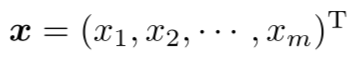 x = (x₁, x₂, ⋯ , xₘ)ᵀ